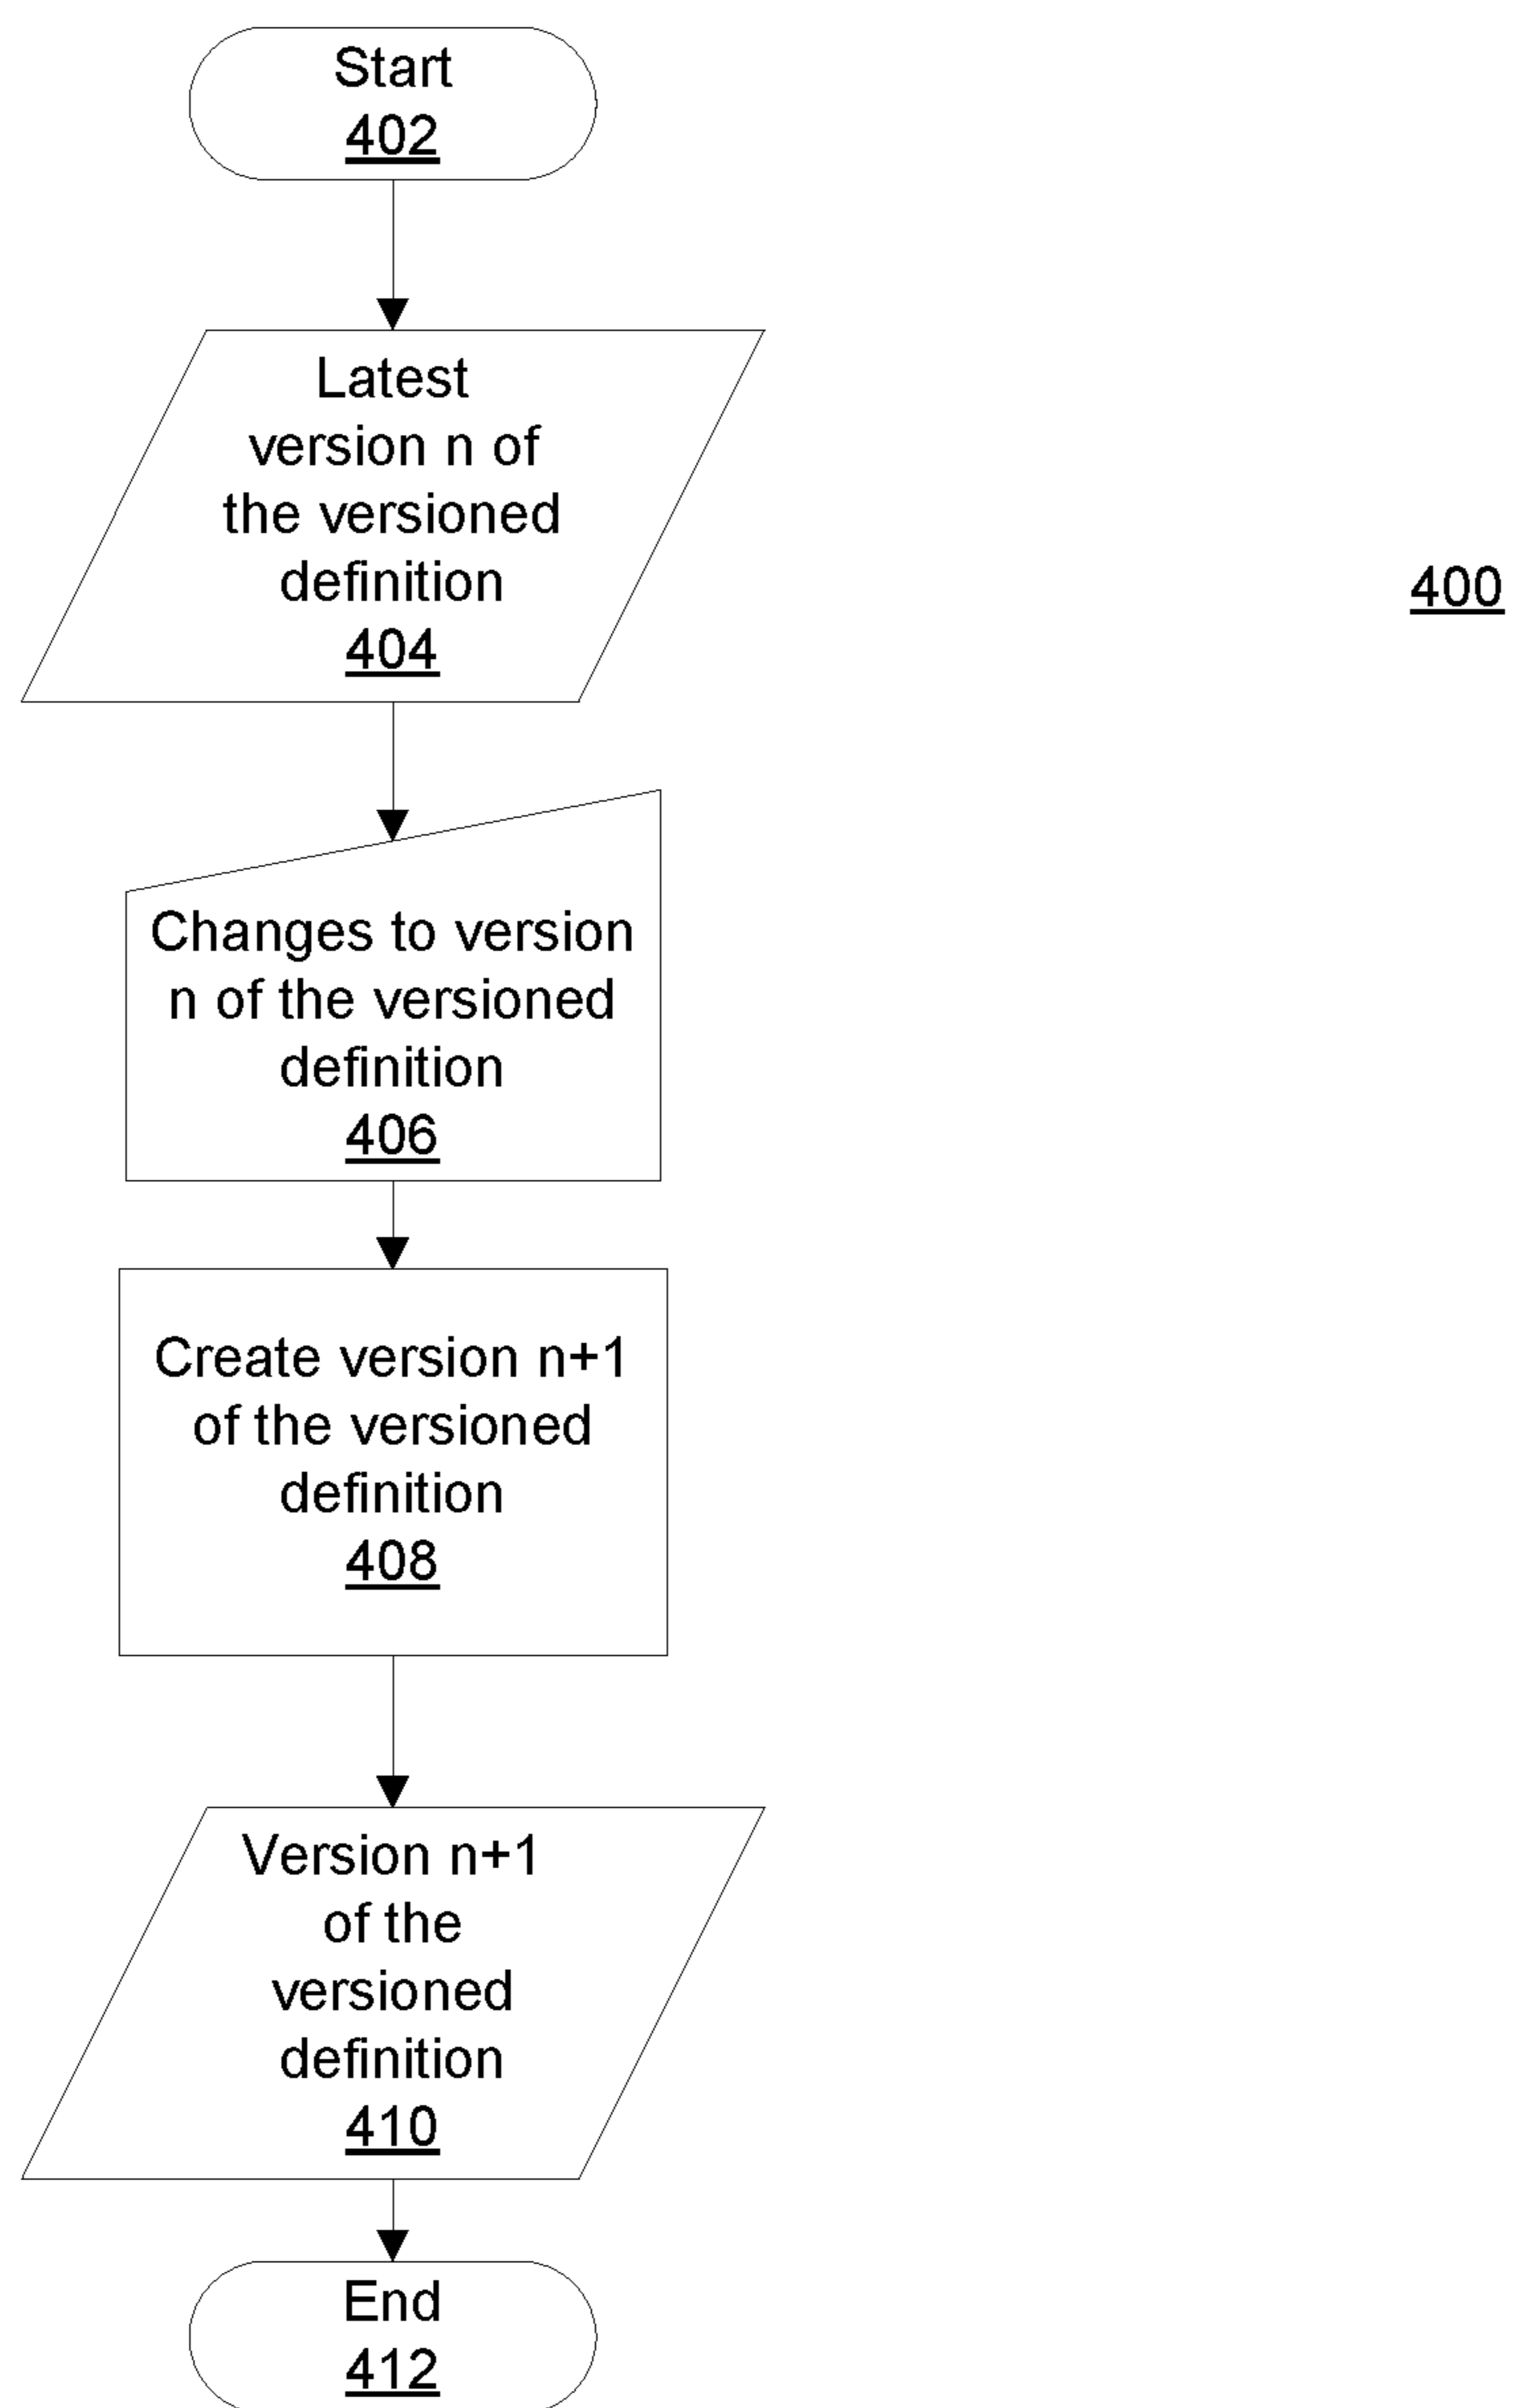 Start
402
Latest
version n of
the versioned
definition
404
400
Changes to version
n of the versioned
definition
406
Create version n+1
of the versioned
definition
408
Version n+1
of the
versioned
definition
410
End
412